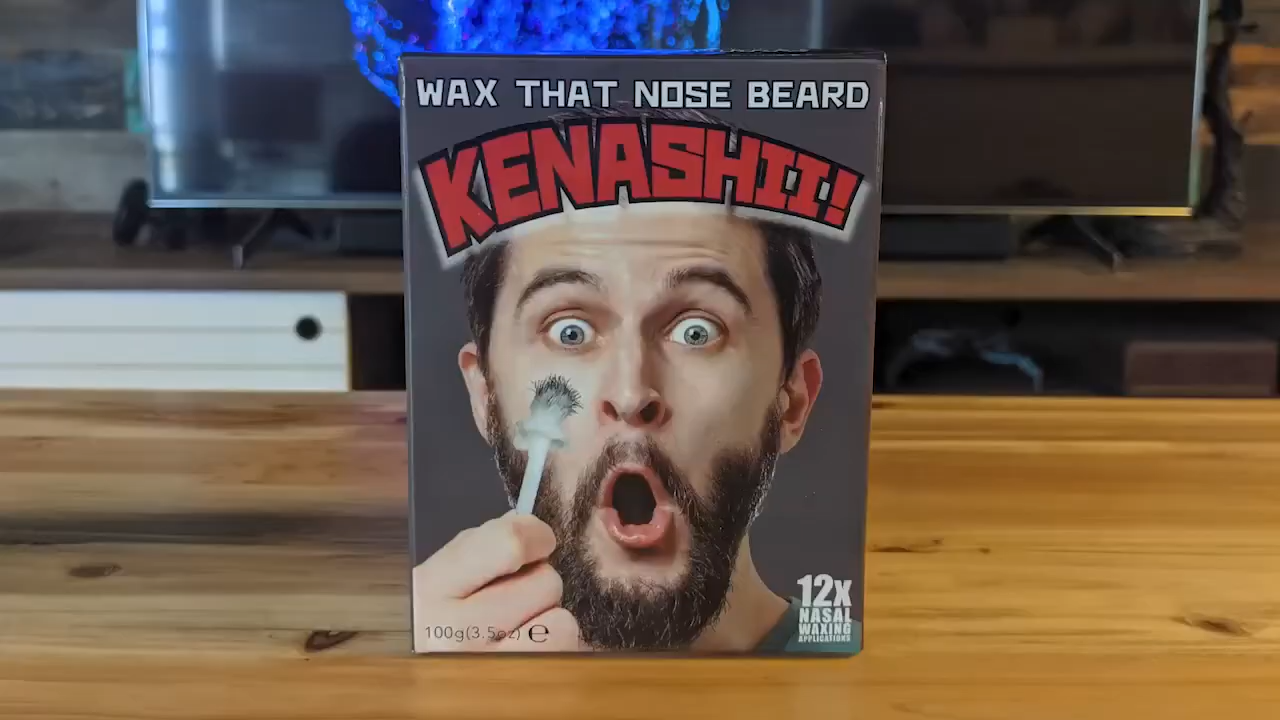 WAX THAT NOSE BEARD
KENASHII!
12X
NASAL
WAXING
APPLICATIONS
100g(3.5oz) ℮